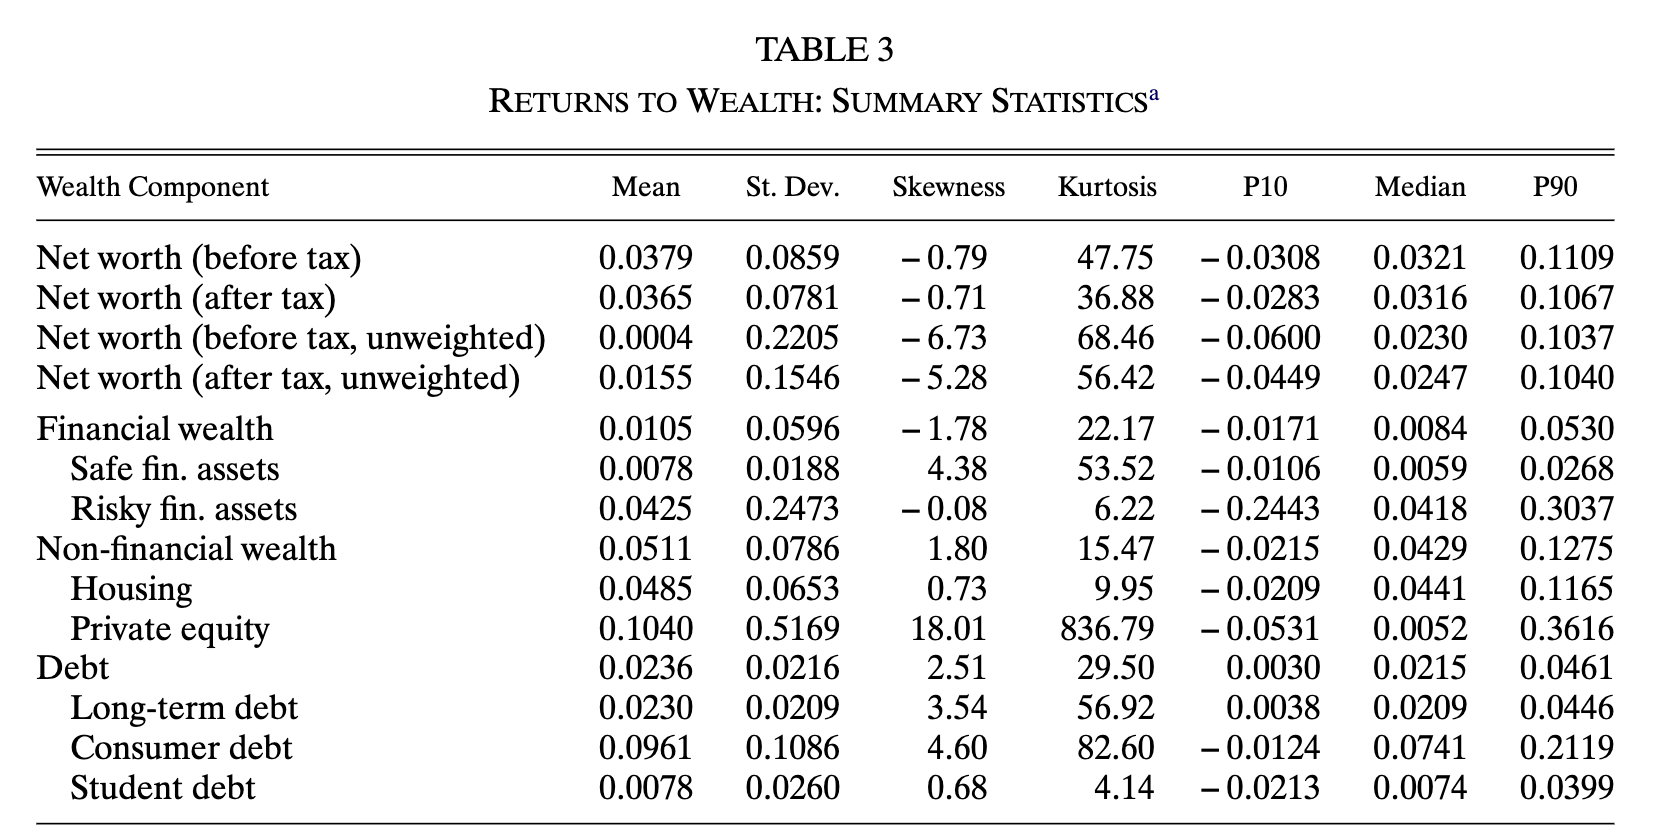 TABLE 3
RETURNS TO WEALTH: SUMMARY STATISTICSa
Wealth Component Mean St. Dev. Skewness Kurtosis P10 Median P90
Net worth (before tax) 0.0379 0.0859 −0.79 47.75 −0.0308 0.0321 0.1109
Net worth (after tax) 0.0365 0.0781 −0.71 36.88 −0.0283 0.0316 0.1067
Net worth (before tax, unweighted) 0.0004 0.2205 −6.73 68.46 −0.0600 0.0230 0.1037
Net worth (after tax, unweighted) 0.0155 0.1546 −5.28 56.42 −0.0449 0.0247 0.1040
Financial wealth 0.0105 0.0596 −1.78 22.17 −0.0171 0.0084 0.0530
Safe fin. assets 0.0078 0.0188 4.38 53.52 −0.0106 0.0059 0.0268
Risky fin. assets 0.0425 0.2473 −0.08 6.22 −0.2443 0.0418 0.3037
Non-financial wealth 0.0511 0.0786 1.80 15.47 −0.0215 0.0429 0.1275
Housing 0.0485 0.0653 0.73 9.95 −0.0209 0.0441 0.1165
Private equity 0.1040 0.5169 18.01 836.79 −0.0531 0.0052 0.3616
Debt 0.0236 0.0216 2.51 29.50 0.0030 0.0215 0.0461
Long-term debt 0.0230 0.0209 3.54 56.92 0.0038 0.0209 0.0446
Consumer debt 0.0961 0.1086 4.60 82.60 −0.0124 0.0741 0.2119
Student debt 0.0078 0.0260 0.68 4.14 −0.0213 0.0074 0.0399